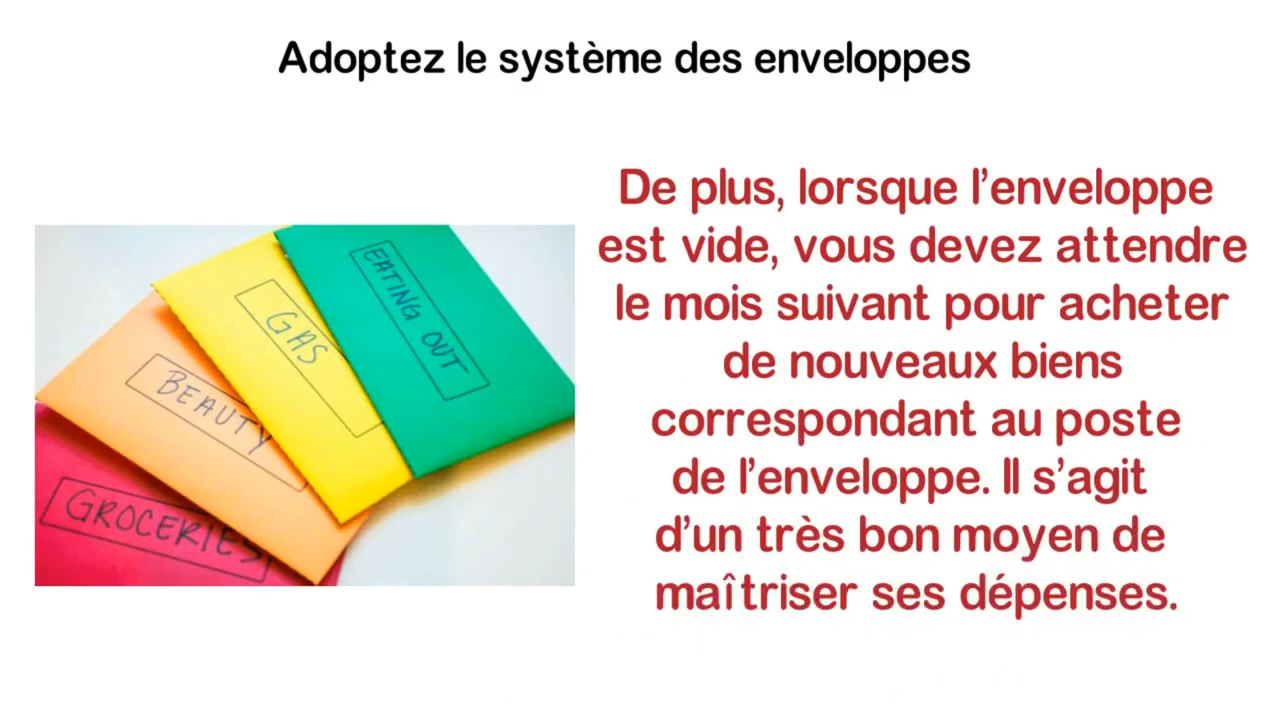 Adoptez le système des enveloppes
De plus, lorsque l'enveloppe
est vide, vous devez attendre
le mois suivant pour acheter
de nouveaux biens
correspondant au poste
de l'enveloppe. Il s'agit
d'un très bon moyen de
maîtriser ses dépenses.
EATING OUT
GAS
BEAUTY
GROCERIES